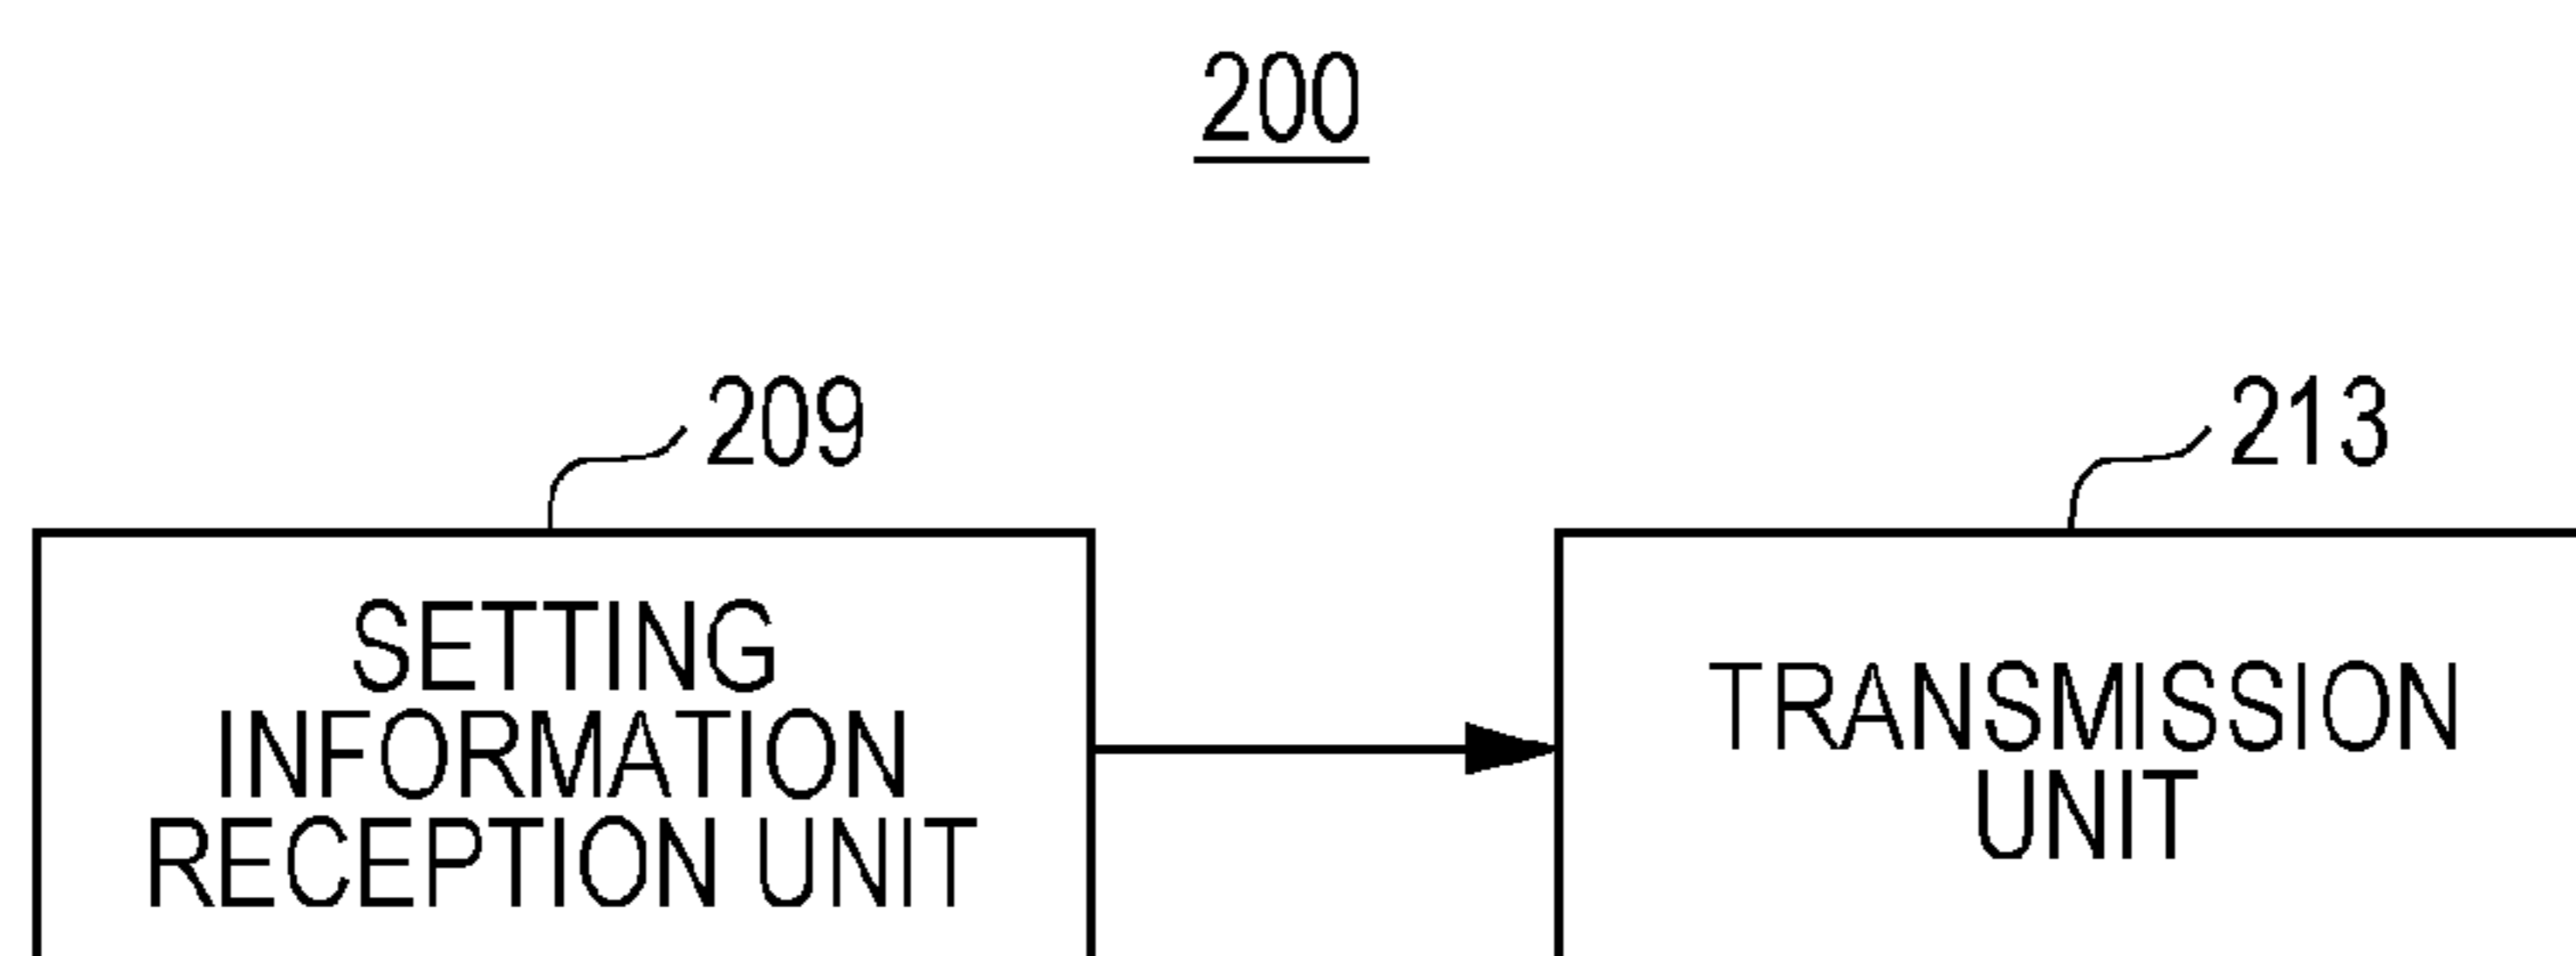 200
209
213
SETTING
INFORMATION
RECEPTION UNIT
TRANSMISSION
UNIT